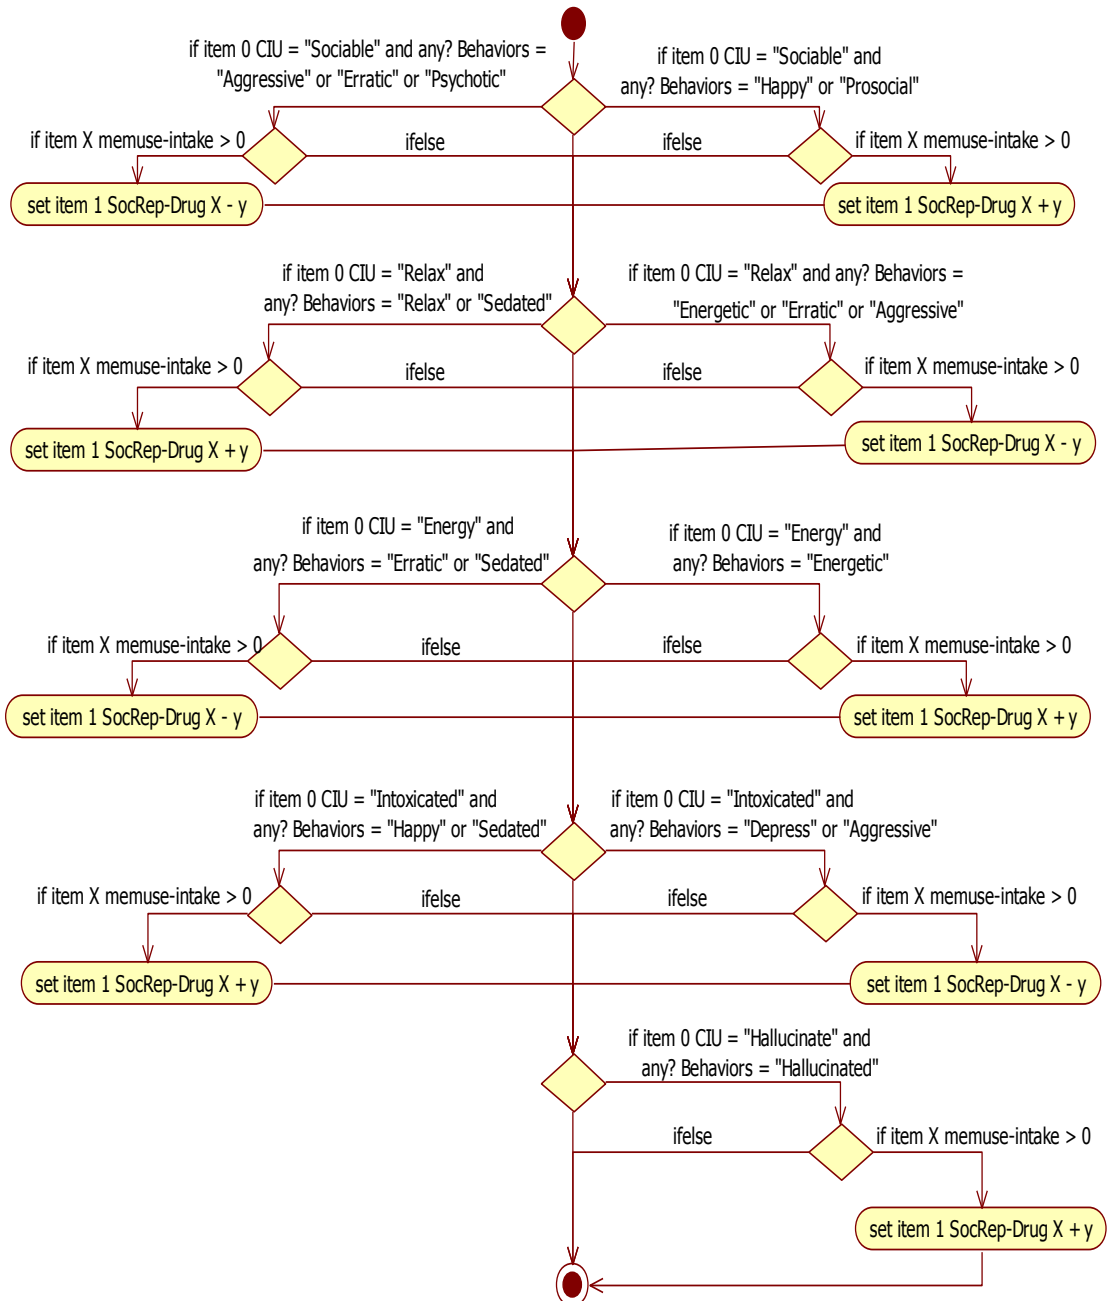 if item 0 CIU = "Sociable" and any? Behaviors =
"Aggressive" or "Erratic" or "Psychotic"
if item 0 CIU = "Sociable" and
any? Behaviors = "Happy" or "Prosocial"
if item X memuse-intake > 0
ifelse
ifelse
if item X memuse-intake > 0
set item 1 SocRep-Drug X - y
set item 1 SocRep-Drug X + y
if item 0 CIU = "Relax" and
any? Behaviors = "Relax" or "Sedated"
if item 0 CIU = "Relax" and any? Behaviors =
"Energetic" or "Erratic" or "Aggressive"
if item X memuse-intake > 0
ifelse
ifelse
if item X memuse-intake > 0
set item 1 SocRep-Drug X + y
set item 1 SocRep-Drug X - y
if item 0 CIU = "Energy" and
any? Behaviors = "Erratic" or "Sedated"
if item 0 CIU = "Energy" and
any? Behaviors = "Energetic"
if item X memuse-intake > 0
ifelse
ifelse
if item X memuse-intake > 0
set item 1 SocRep-Drug X - y
set item 1 SocRep-Drug X + y
if item 0 CIU = "Intoxicated" and
any? Behaviors = "Happy" or "Sedated"
if item 0 CIU = "Intoxicated" and
any? Behaviors = "Depress" or "Aggressive"
if item X memuse-intake > 0
ifelse
ifelse
if item X memuse-intake > 0
set item 1 SocRep-Drug X + y
set item 1 SocRep-Drug X - y
if item 0 CIU = "Hallucinate" and
any? Behaviors = "Hallucinated"
ifelse
if item X memuse-intake > 0
set item 1 SocRep-Drug X + y